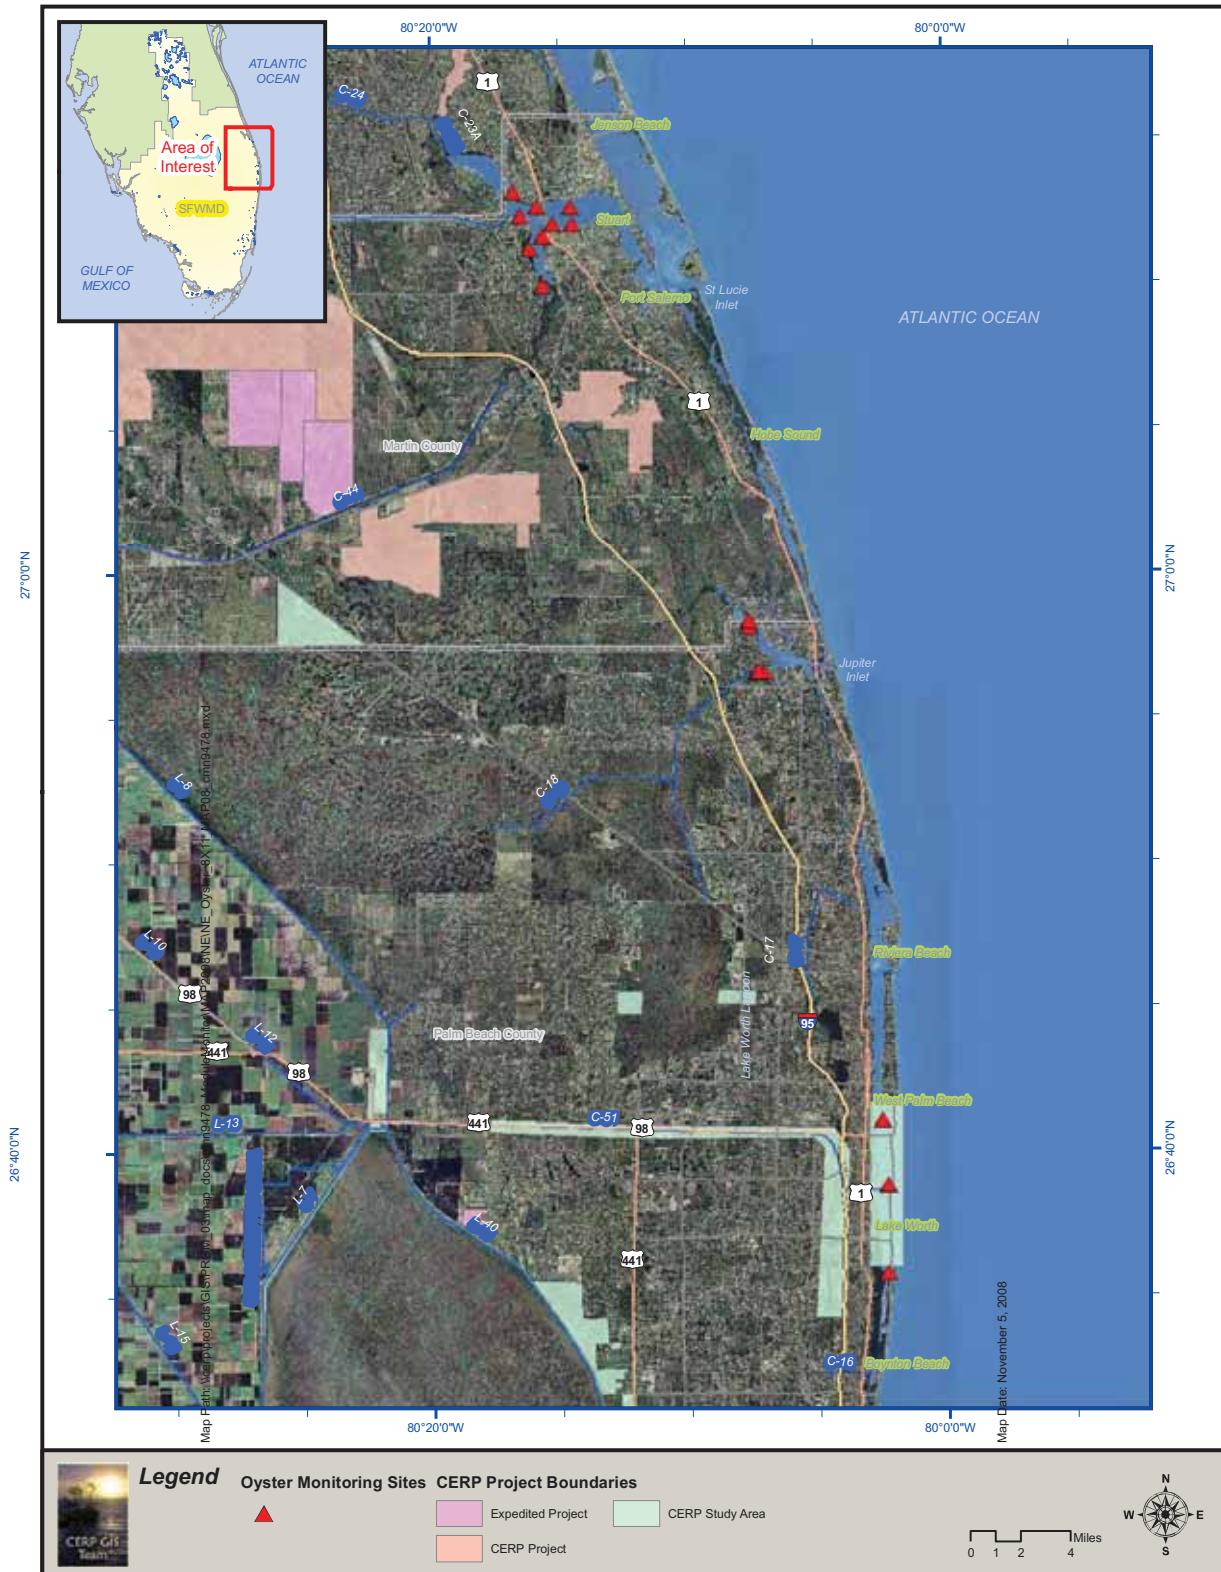 80°20'0"W
80°0'0"W
ATLANTIC
OCEAN
Area of
Interest
SFWMD
GULF OF
MEXICO
C-24
C-23A
1
Jensen Beach
Stuart
Port Salerno
St Lucie
Inlet
ATLANTIC OCEAN
1
Hobe Sound
Martin County
C-44
27°0'0"N
27°0'0"N
Jupiter
Inlet
L-8
C-18
L-10
C-17
Riviera Beach
98
Lake Worth Lagoon
95
L-12
Palm Beach County
441
98
West Palm Beach
L-13
441
C-51
98
26°40'0"N
26°40'0"N
L-7
1
L-40
Lake Worth
441
L-15
C-16
Boynton Beach
Map Date: November 5, 2008
80°20'0"W
80°0'0"W
Legend
Oyster Monitoring Sites
CERP Project Boundaries
Expedited Project
CERP Study Area
CERP Project
CERP GIS
Team
N
W
E
S
Miles
0 1 2 4